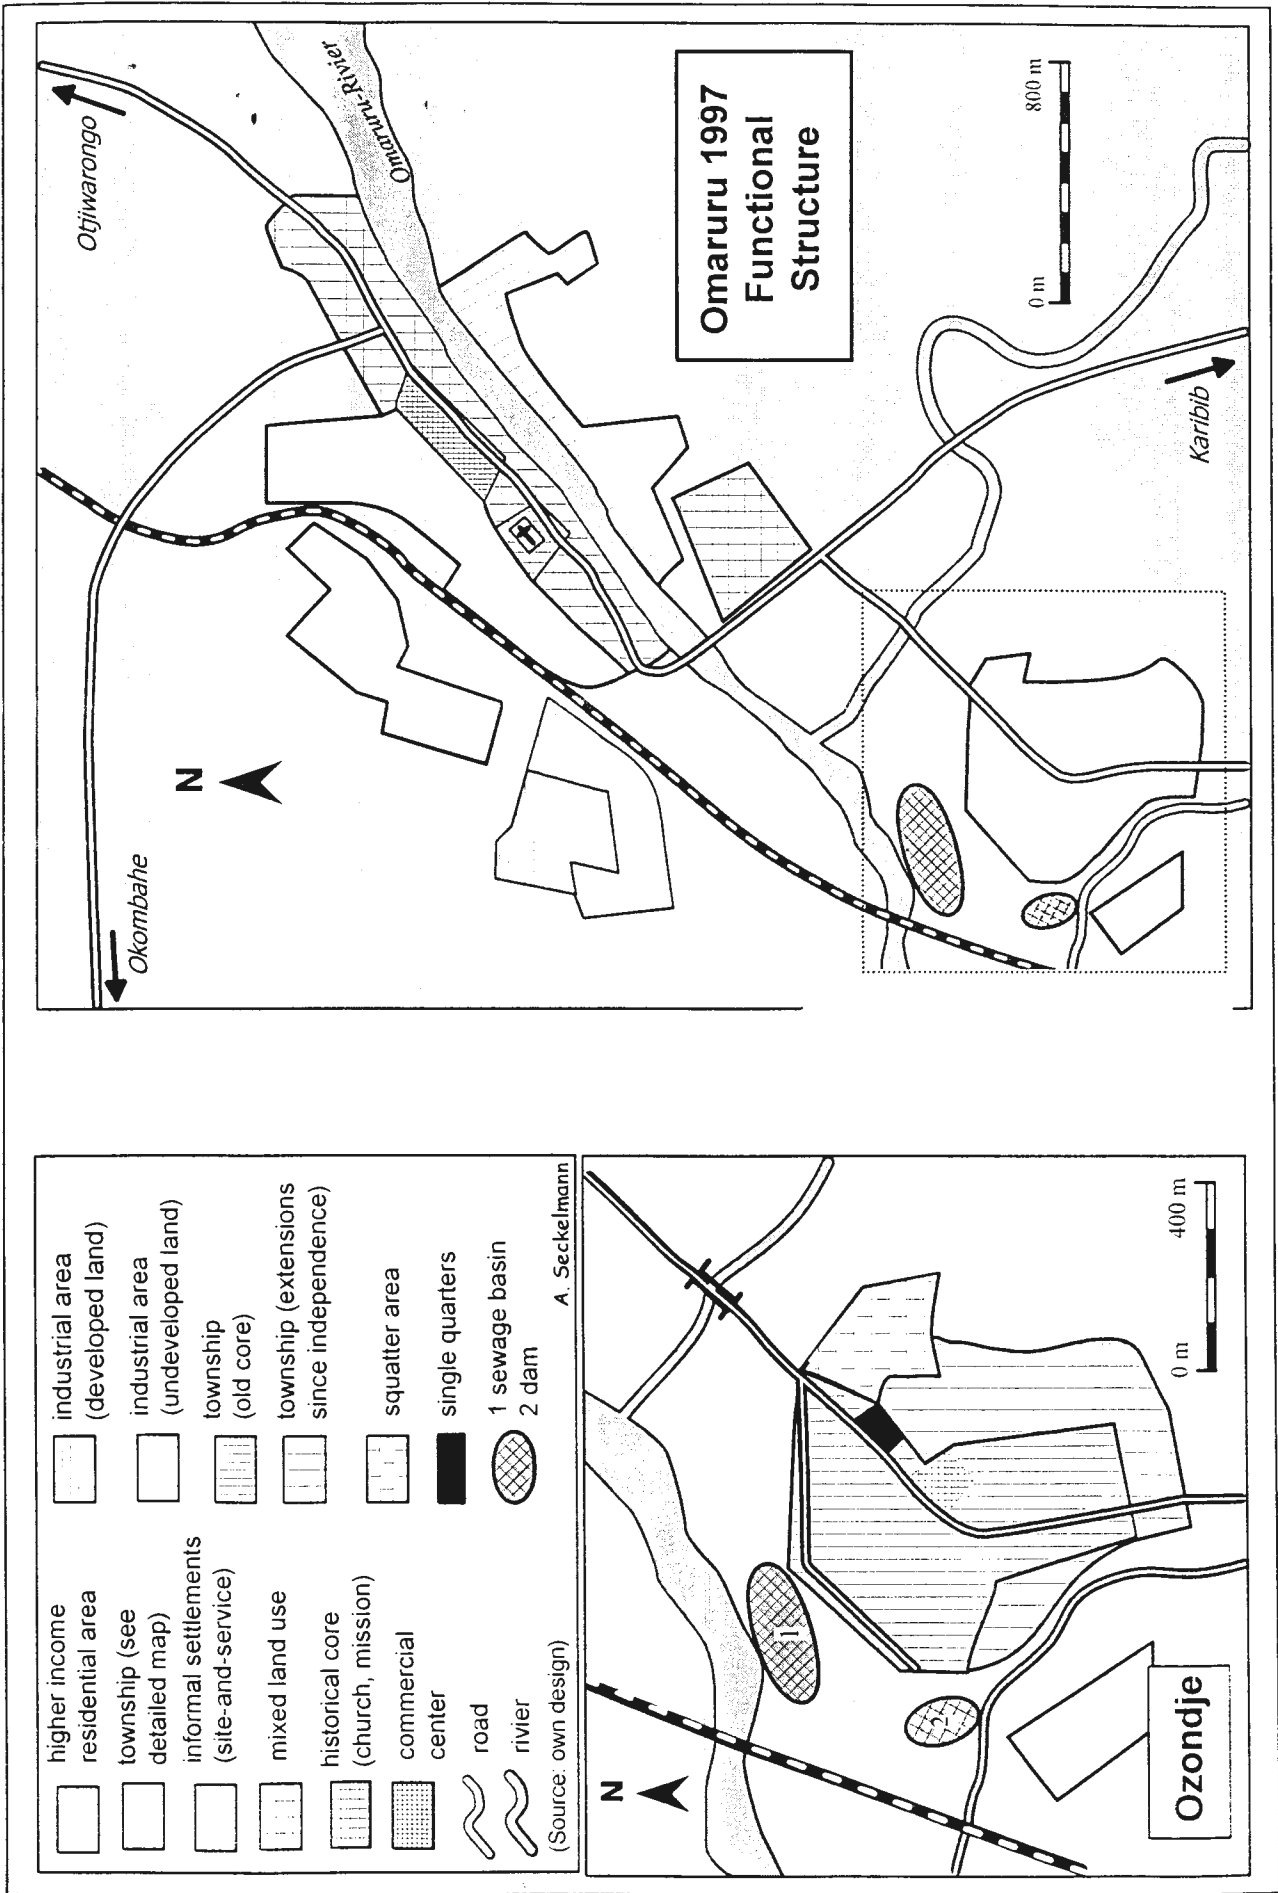 Omaruru 1997
Functional
Structure
Otjiwarongo
Omaruru-Rivier
Okombahe
N
0 m
800 m
Karibib
higher income
residential area
township (see
detailed map)
informal settlements
(site-and-service)
mixed land use
historical core
(church, mission)
commercial
center
road
rivier
(Source: own design)
industrial area
(developed land)
industrial area
(undeveloped land)
township
(old core)
township (extensions
since independence)
squatter area
single quarters
1 sewage basin
2 dam
A. Seckelmann
N
1
2
Ozondje
0 m
400 m